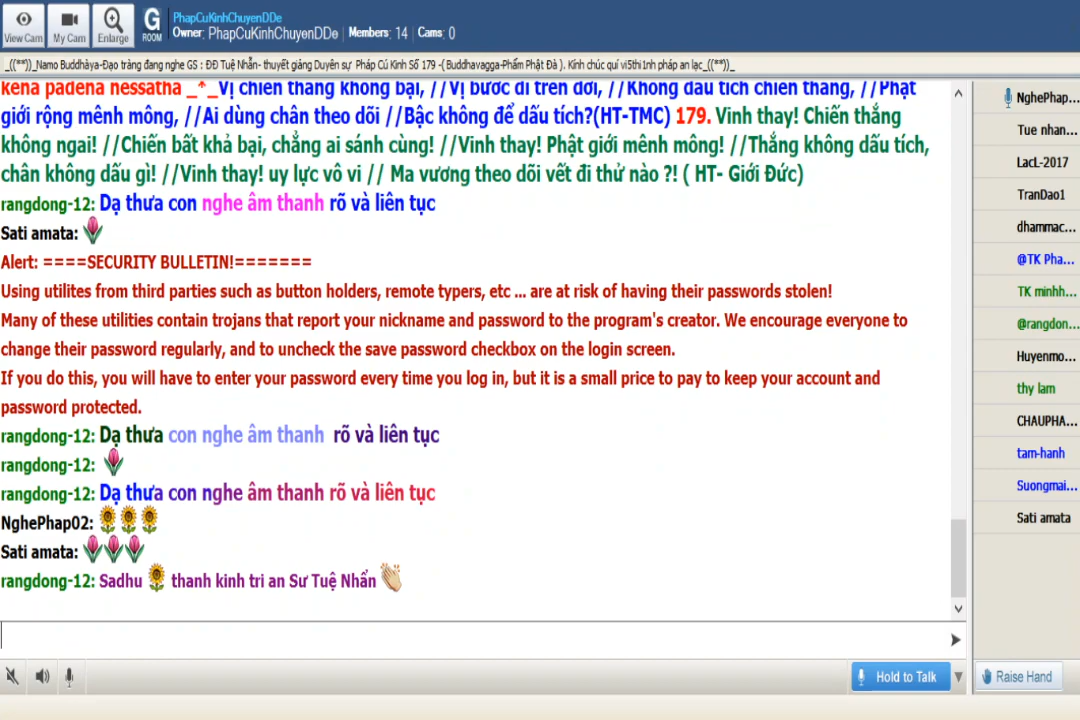 View Cam My Cam Enlarge G ROOM PhapCuKinhChuyenDDe
Owner: PhapCuKinhChuyenDDe Members: 14 Cams: 0
_((**))_Namo Buddhàya-Đạo tràng đang nghe GS : ĐĐ Tuệ Nhẫn- thuyết giảng Duyên sự Pháp Cú Kinh Số 179 -( Buddhavagga-Phẩm Phật Đà ). Kính chúc quí vi5thi1nh pháp an lạc_((**))_
kena padena nessatha _*_Vị chiến thắng không bại, //Vị bước đi trên đời, //Không dấu tích chiến thắng, //Phật
giới rộng mênh mông, //Ai dùng chân theo dõi //Bậc không để dấu tích?(HT-TMC) 179. Vinh thay! Chiến thắng
không ngai! //Chiến bất khả bại, chẳng ai sánh cùng! //Vinh thay! Phật giới mênh mông! //Thắng không dấu tích,
chân không dấu gì! //Vinh thay! uy lực vô vi // Ma vương theo dõi vết đi thử nào ?! ( HT- Giới Đức)
rangdong-12: Dạ thưa con nghe âm thanh rõ và liên tục
Sati amata:
Alert: ====SECURITY BULLETIN!=======
Using utilites from third parties such as button holders, remote typers, etc ... are at risk of having their passwords stolen!
Many of these utilities contain trojans that report your nickname and password to the program's creator. We encourage everyone to
change their password regularly, and to uncheck the save password checkbox on the login screen.
If you do this, you will have to enter your password every time you log in, but it is a small price to pay to keep your account and
password protected.
rangdong-12: Dạ thưa con nghe âm thanh rõ và liên tục
rangdong-12:
rangdong-12: Dạ thưa con nghe âm thanh rõ và liên tục
NghePhap02:
Sati amata:
rangdong-12: Sadhu thanh kinh tri an Sư Tuệ Nhẩn
NghePhap...
Tue nhan...
LacL-2017
TranDao1
dhammac...
@TK Pha...
TK minhh...
@rangdon...
Huyenmo...
thy lam
CHAUPHA...
tam-hanh
Suongmai...
Sati amata
Hold to Talk
Raise Hand